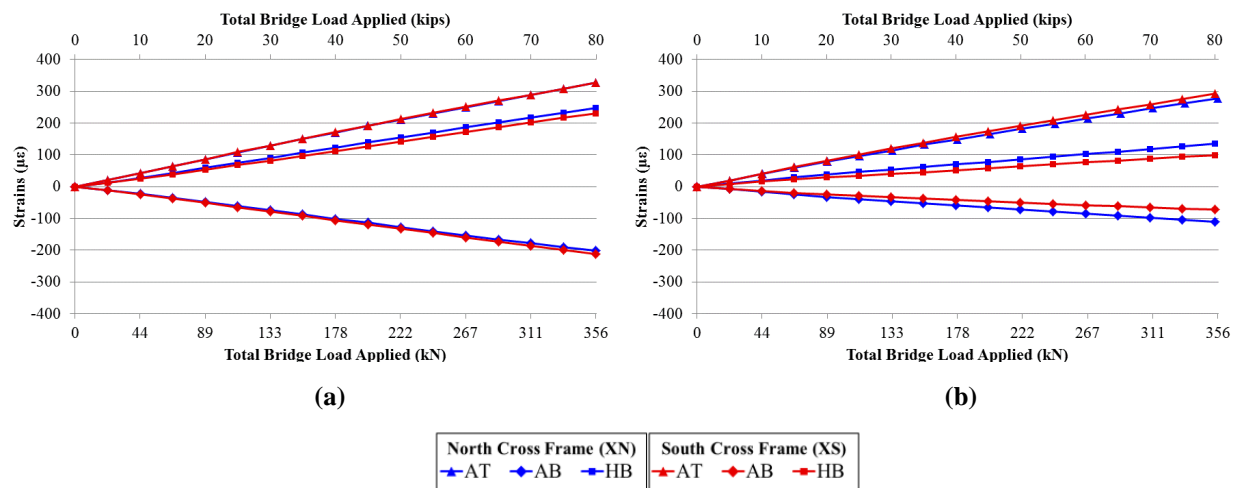 Total Bridge Load Applied (kips)
0 10 20 30 40 50 60 70 80
400
300
200
100
0
-100
-200
-300
-400
Strains (με)
0 44 89 133 178 222 267 311 356
Total Bridge Load Applied (kN)
(a)
Total Bridge Load Applied (kips)
0 10 20 30 40 50 60 70 80
400
300
200
100
0
-100
-200
-300
-400
Strains (με)
0 44 89 133 178 222 267 311 356
Total Bridge Load Applied (kN)
(b)
North Cross Frame (XN)
AT AB HB
South Cross Frame (XS)
AT AB HB